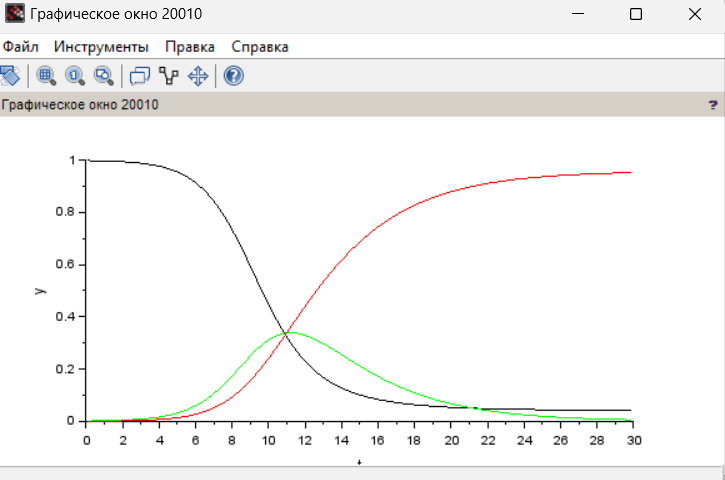 Графическое окно 20010
Файл Инструменты Правка Справка
Графическое окно 20010 ?
1
0.8
0.6
y
0.4
0.2
0
0 2 4 6 8 10 12 14 16 18 20 22 24 26 28 30